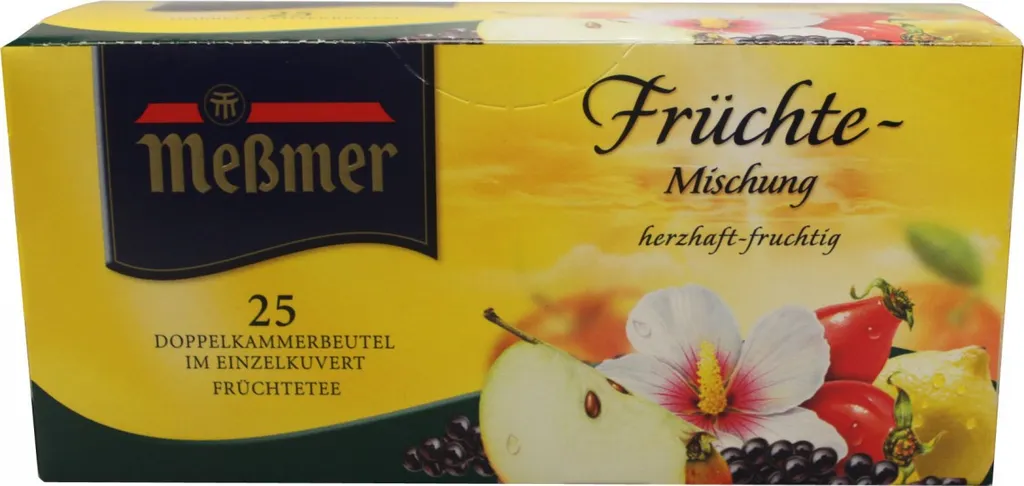 Meßmer
Früchte-
Mischung
herzhaft-fruchtig
25
DOPPELKAMMERBEUTEL
IM EINZELKUVERT
FRÜCHTETEE